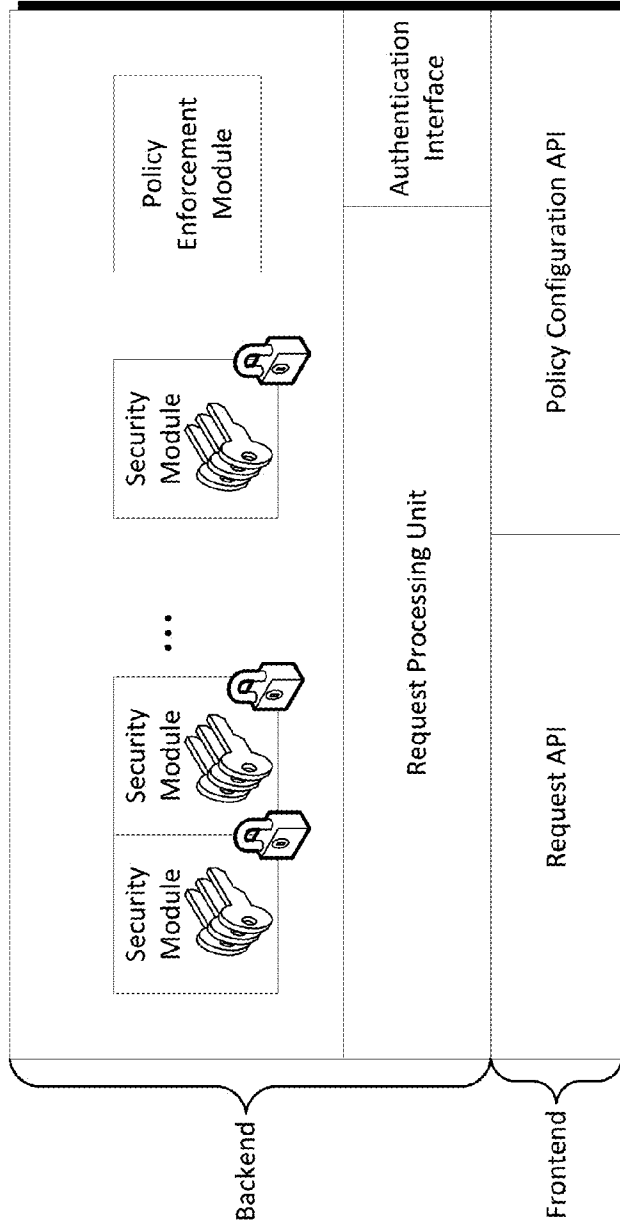 Backend
Security
Module
Security
Module
...
Security
Module
Policy
Enforcement
Module
Request Processing Unit
Authentication
Interface
Frontend
Request API
Policy Configuration API